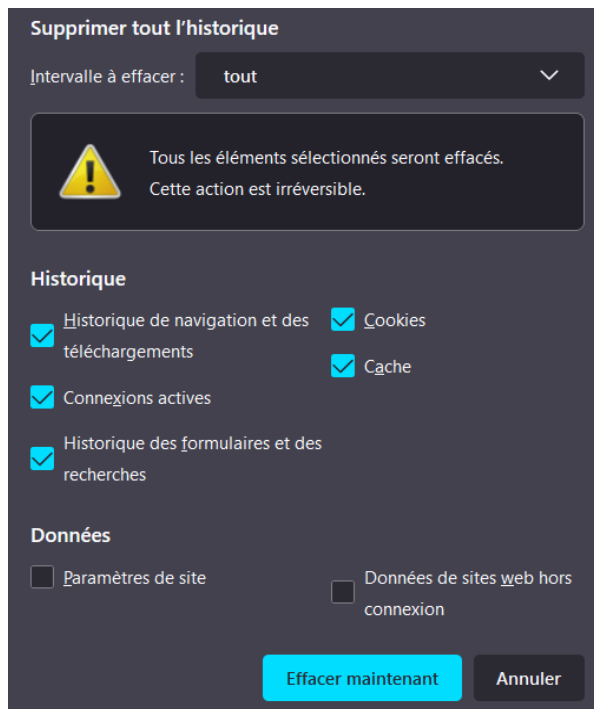 Supprimer tout l’historique
Intervalle à effacer : tout
Tous les éléments sélectionnés seront effacés.
Cette action est irréversible.
Historique
Historique de navigation et des
téléchargements
Cookies
Cache
Connexions actives
Historique des formulaires et des
recherches
Données
Paramètres de site
Données de sites web hors
connexion
Effacer maintenant
Annuler